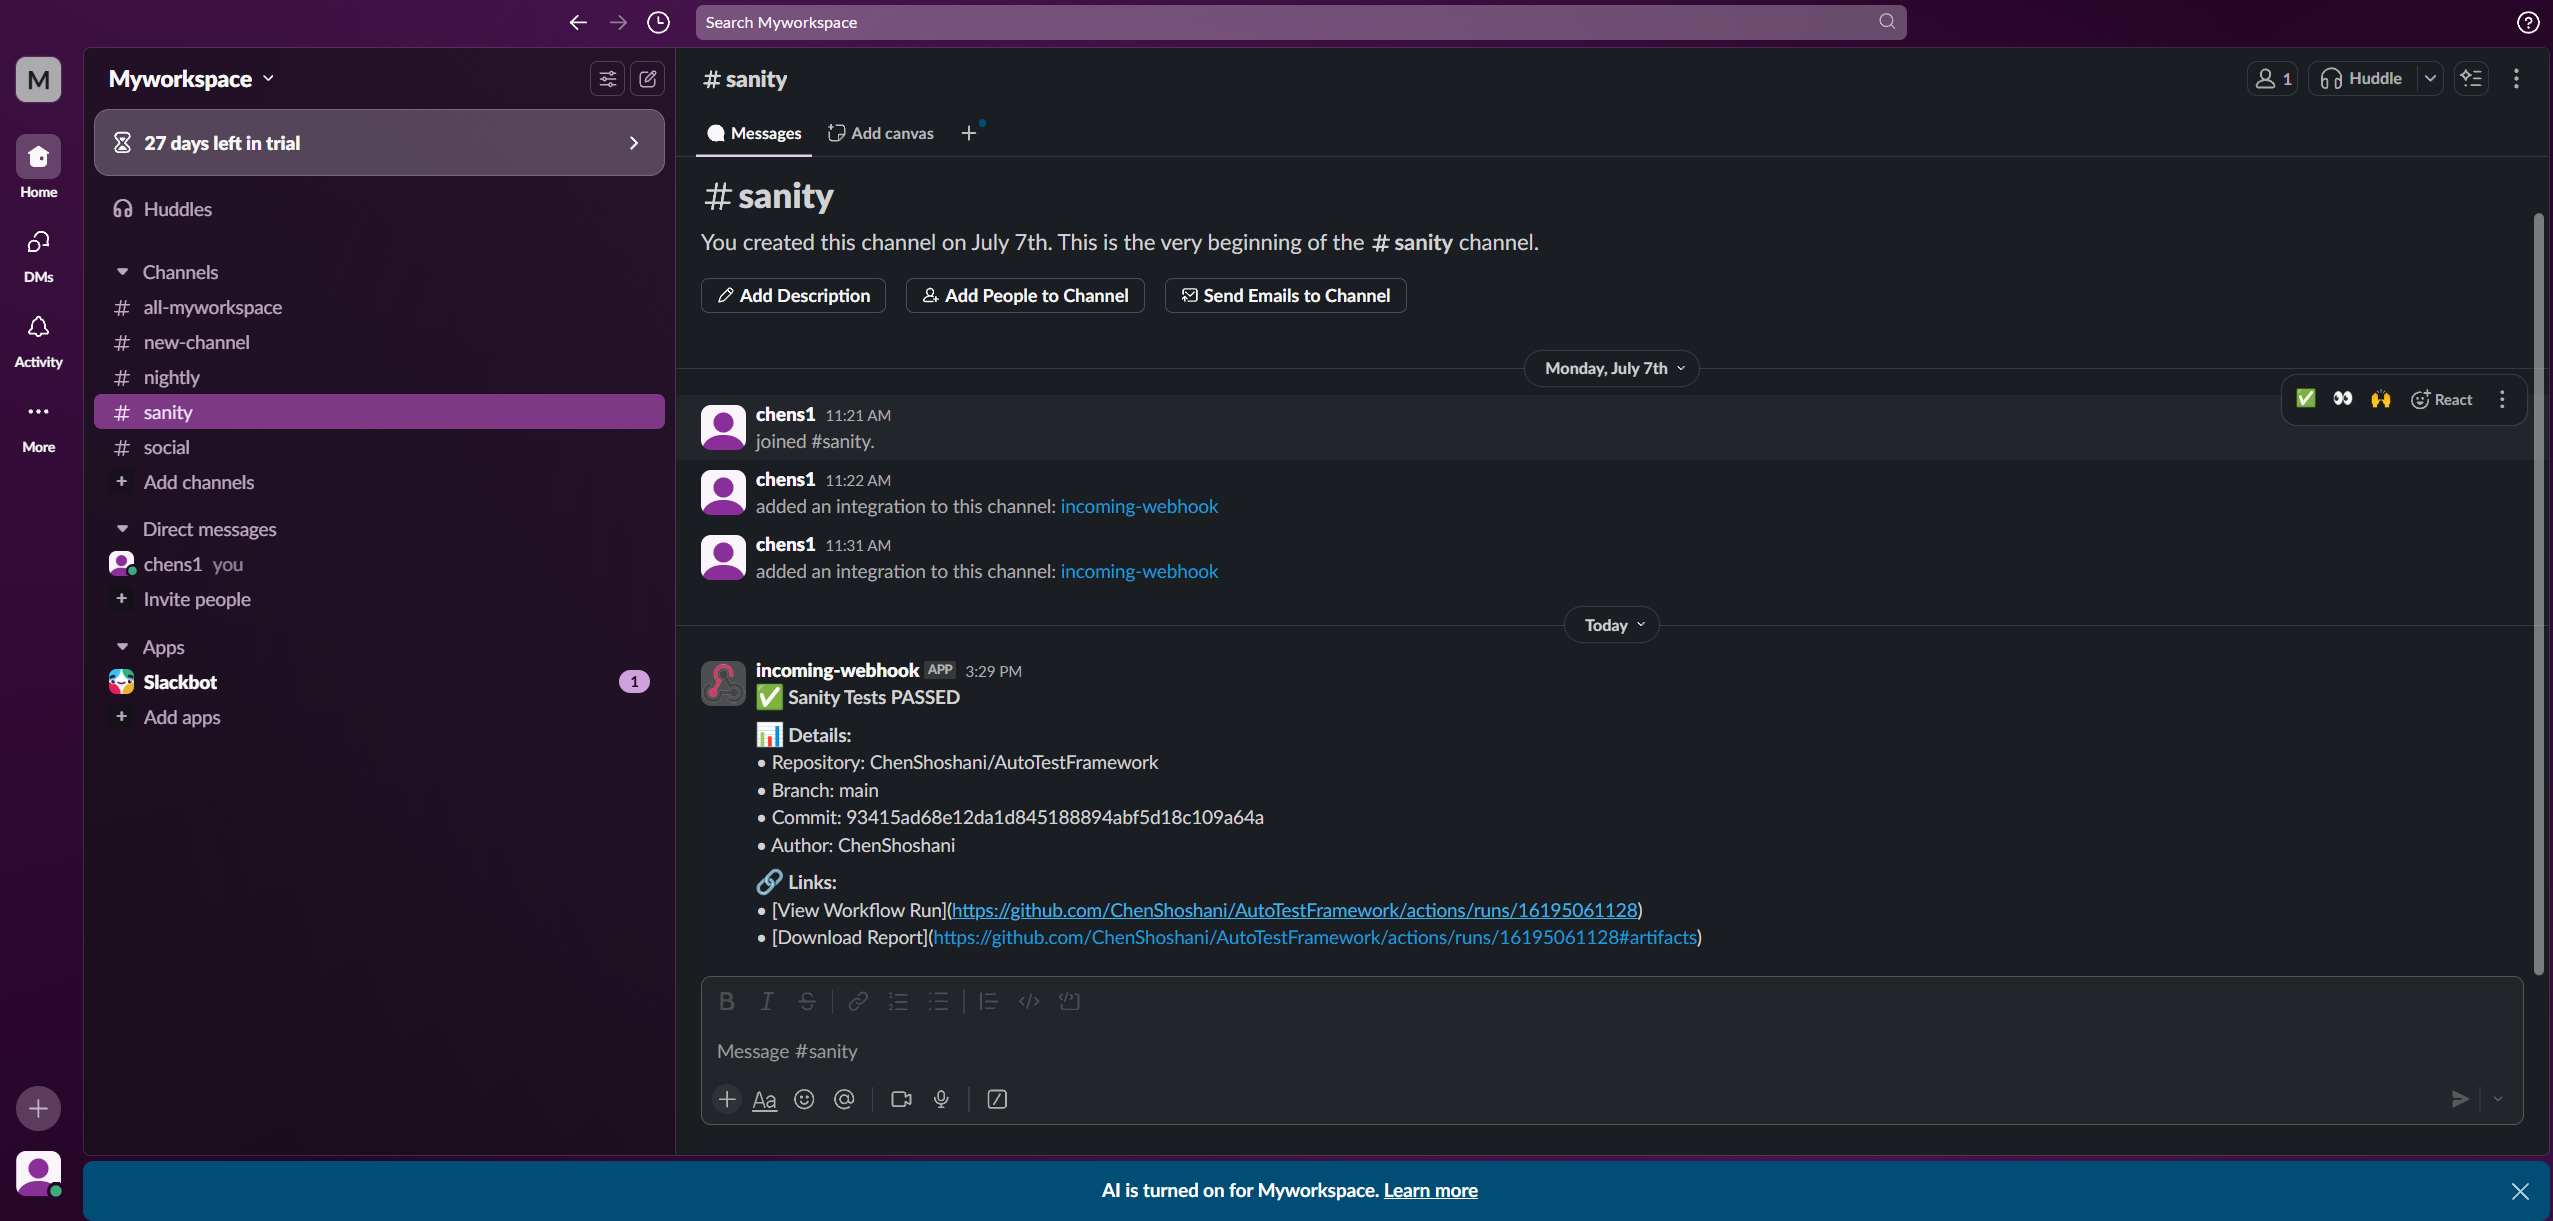 Search Myworkspace
M
Home
DMs
Activity
More
Myworkspace
27 days left in trial
Huddles
Channels
# all-myworkspace
# new-channel
# nightly
# sanity
# social
+ Add channels
Direct messages
chens1 you
+ Invite people
Apps
Slackbot 1
+ Add apps
# sanity
1
Huddle
Messages
Add canvas
# sanity
You created this channel on July 7th. This is the very beginning of the # sanity channel.
Add Description
Add People to Channel
Send Emails to Channel
Monday, July 7th
React
chens1 11:21 AM
joined #sanity.
chens1 11:22 AM
added an integration to this channel: incoming-webhook
chens1 11:31 AM
added an integration to this channel: incoming-webhook
Today
incoming-webhook APP 3:29 PM
✅ Sanity Tests PASSED
📊 Details:
• Repository: ChenShoshani/AutoTestFramework
• Branch: main
• Commit: 93415ad68e12da1d845188894abf5d18c109a64a
• Author: ChenShoshani
🔗 Links:
• [View Workflow Run](https://github.com/ChenShoshani/AutoTestFramework/actions/runs/16195061128)
• [Download Report](https://github.com/ChenShoshani/AutoTestFramework/actions/runs/16195061128#artifacts)
Message #sanity
Aa
AI is turned on for Myworkspace. Learn more